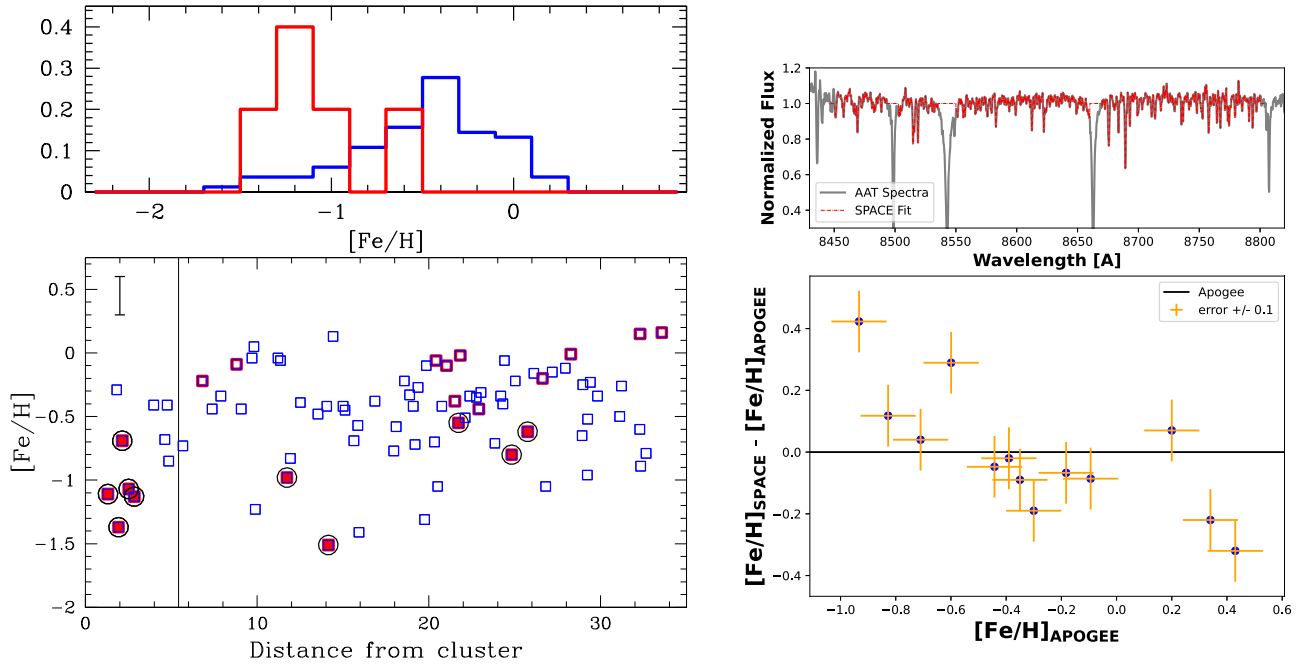 0.4
0.3
0.2
0.1
0
-2 -1 0
[Fe/H]
0.5
0
-0.5
-1
-1.5
-2
[Fe/H]
0 10 20 30
Distance from cluster
1.2
1.0
0.8
0.6
0.4
Normalized Flux
AAT Spectra
SPACE Fit
8450 8500 8550 8600 8650 8700 8750 8800
Wavelength [A]
0.4
0.2
0.0
−0.2
−0.4
[Fe/H]SPACE - [Fe/H]APOGEE
Apogee
error +/- 0.1
−1.0 −0.8 −0.6 −0.4 −0.2 0.0 0.2 0.4 0.6
[Fe/H]APOGEE